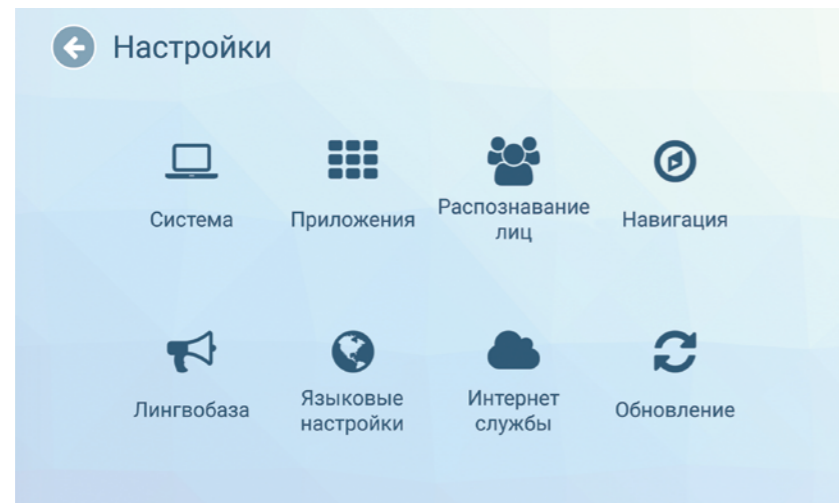 Настройки
Система
Приложения
Распознавание
лиц
Навигация
Лингвобаза
Языковые
настройки
Интернет
службы
Обновление